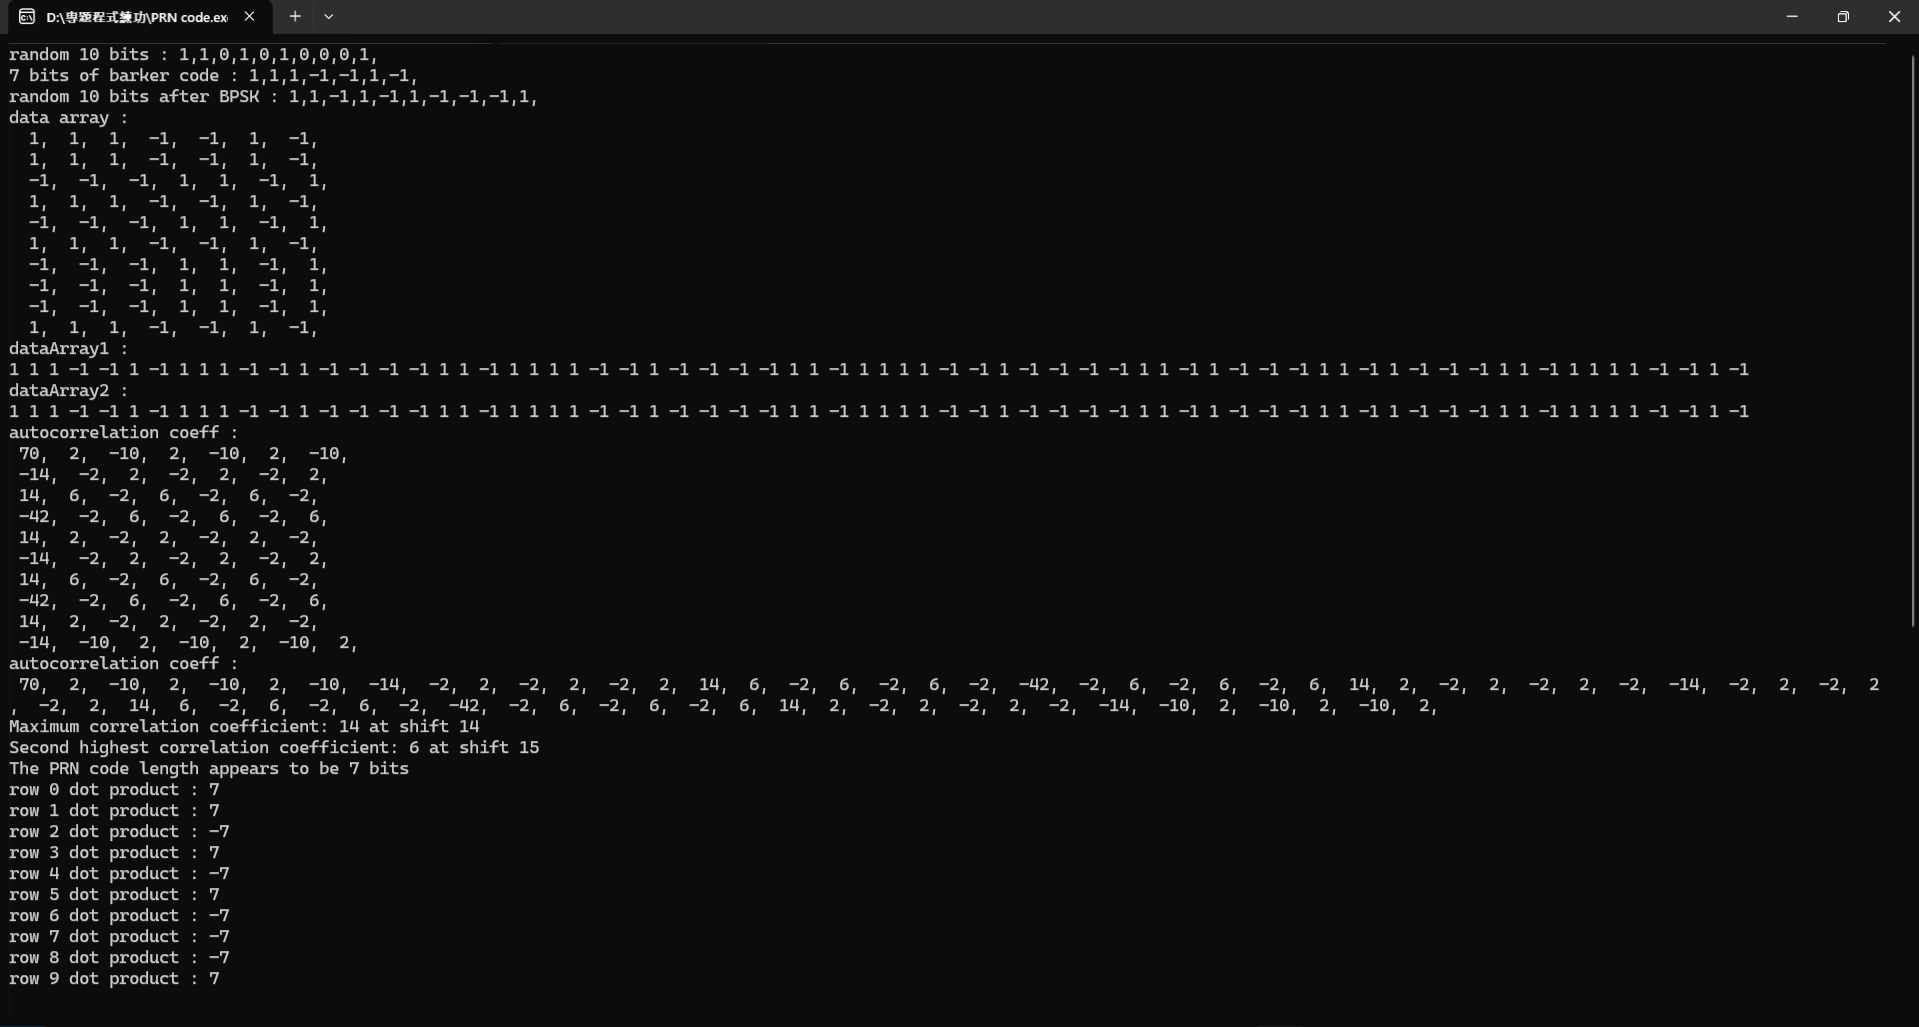 D:\専題程式練功\PRN code.ex
random 10 bits : 1,1,0,1,0,1,0,0,0,1,
7 bits of barker code : 1,1,1,-1,-1,1,-1,
random 10 bits after BPSK : 1,1,-1,1,-1,1,-1,-1,-1,1,
data array :
1, 1, 1, -1, -1, 1, -1,
1, 1, 1, -1, -1, 1, -1,
-1, -1, -1, 1, 1, -1, 1,
1, 1, 1, -1, -1, 1, -1,
-1, -1, -1, 1, 1, -1, 1,
1, 1, 1, -1, -1, 1, -1,
-1, -1, -1, 1, 1, -1, 1,
-1, -1, -1, 1, 1, -1, 1,
-1, -1, -1, 1, 1, -1, 1,
1, 1, 1, -1, -1, 1, -1,
dataArray1 :
1 1 1 -1 -1 1 -1 1 1 1 -1 -1 1 -1 -1 -1 -1 1 1 -1 1 1 1 1 -1 -1 1 -1 -1 -1 -1 1 1 -1 1 1 1 1 -1 -1 1 -1 -1 -1 -1 1 1 -1 1 -1 -1 -1 1 1 -1 1 -1 -1 -1 1 1 -1 1 1 1 1 -1 -1 1 -1
dataArray2 :
1 1 1 -1 -1 1 -1 1 1 1 -1 -1 1 -1 -1 -1 -1 1 1 -1 1 1 1 1 -1 -1 1 -1 -1 -1 -1 1 1 -1 1 1 1 1 -1 -1 1 -1 -1 -1 -1 1 1 -1 1 -1 -1 -1 1 1 -1 1 -1 -1 -1 1 1 -1 1 1 1 1 -1 -1 1 -1
autocorrelation coeff :
70, 2, -10, 2, -10, 2, -10,
-14, -2, 2, -2, 2, -2, 2,
14, 6, -2, 6, -2, 6, -2,
-42, -2, 6, -2, 6, -2, 6,
14, 2, -2, 2, -2, 2, -2,
-14, -2, 2, -2, 2, -2, 2,
14, 6, -2, 6, -2, 6, -2,
-42, -2, 6, -2, 6, -2, 6,
14, 2, -2, 2, -2, 2, -2,
-14, -10, 2, -10, 2, -10, 2,
autocorrelation coeff :
70, 2, -10, 2, -10, 2, -10, -14, -2, 2, -2, 2, -2, 2, 14, 6, -2, 6, -2, 6, -2, -42, -2, 6, -2, 6, -2, 6, 14, 2, -2, 2, -2, 2, -2, -14, -2, 2, -2, 2
, -2, 2, 14, 6, -2, 6, -2, 6, -2, -42, -2, 6, -2, 6, -2, 6, 14, 2, -2, 2, -2, 2, -2, -14, -10, 2, -10, 2, -10, 2,
Maximum correlation coefficient: 14 at shift 14
Second highest correlation coefficient: 6 at shift 15
The PRN code length appears to be 7 bits
row 0 dot product : 7
row 1 dot product : 7
row 2 dot product : -7
row 3 dot product : 7
row 4 dot product : -7
row 5 dot product : 7
row 6 dot product : -7
row 7 dot product : -7
row 8 dot product : -7
row 9 dot product : 7